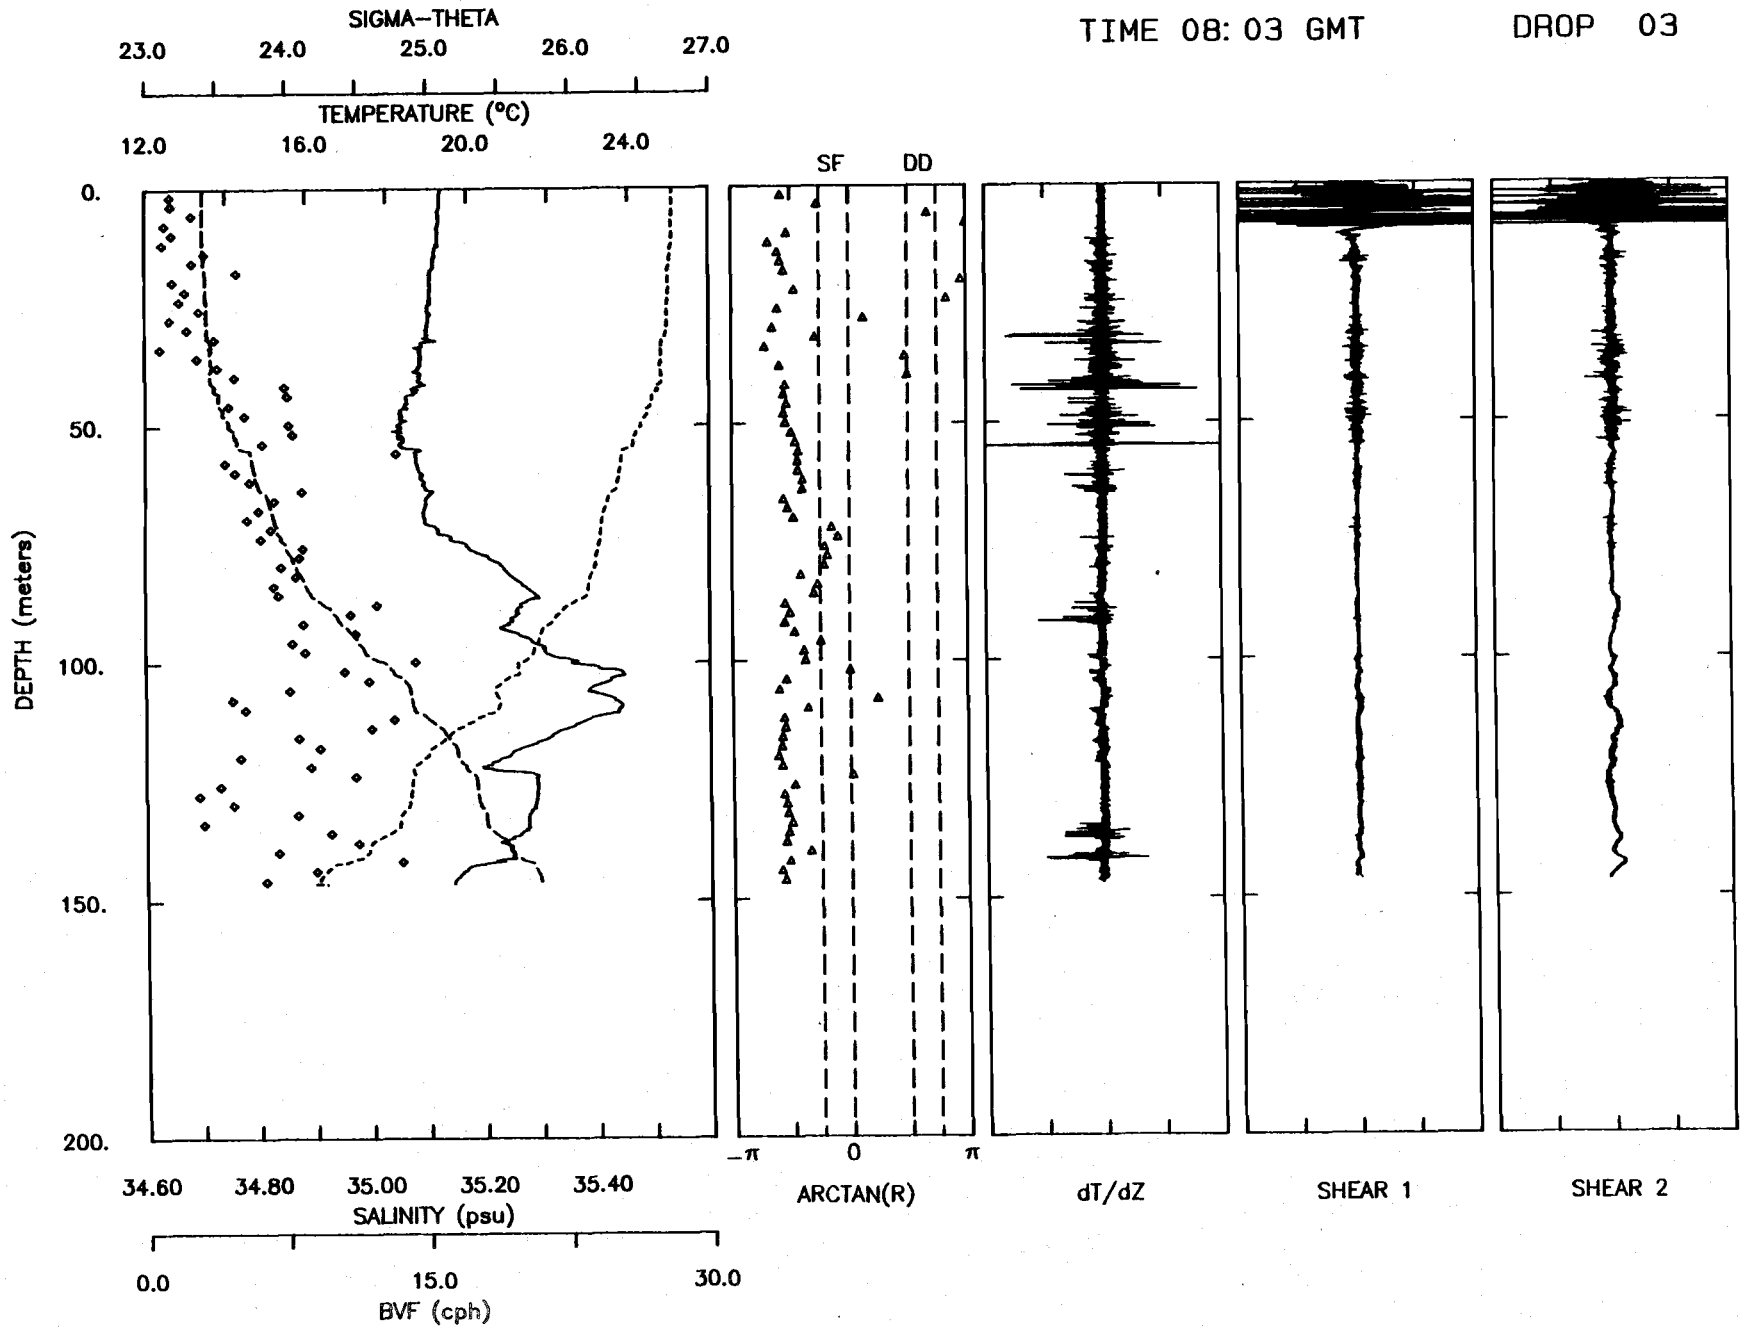 SIGMA-THETA
23.0 24.0 25.0 26.0 27.0
TEMPERATURE (°C)
12.0 16.0 20.0 24.0
TIME 08:03 GMT DROP 03
SF DD
0.
50.
100.
150.
200.
DEPTH (meters)
34.60 34.80 35.00 35.20 35.40
SALINITY (psu)
0.0 15.0 30.0
BVF (cph)
-π 0 π
ARCTAN(R)
dT/dZ
SHEAR 1
SHEAR 2